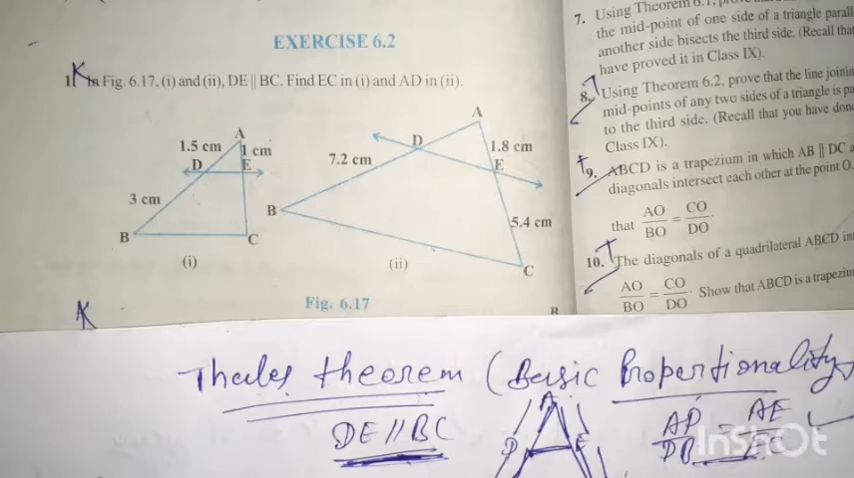 EXERCISE 6.2
1. In Fig. 6.17, (i) and (ii), DE || BC. Find EC in (i) and AD in (ii).
A
1.5 cm
1 cm
D
E
3 cm
B
C
(i)
A
D
1.8 cm
7.2 cm
E
B
5.4 cm
C
(ii)
Fig. 6.17
7. Using Theorem 6.1,
the mid-point of one side of a triangle parall
another side bisects the third side. (Recall that
have proved it in Class IX).
8. Using Theorem 6.2, prove that the line joinin
mid-points of any two sides of a triangle is pa
to the third side. (Recall that you have done
Class IX).
9. ABCD is a trapezium in which AB || DC a
diagonals intersect each other at the point O.
that AO/BO = CO/DO.
10. The diagonals of a quadrilateral ABCD int
AO/BO = CO/DO. Show that ABCD is a trapeziu
Thales theorem (Basic Propertionality
DE // BC
A
D
E
AD/DB = AE/EC
InShOt